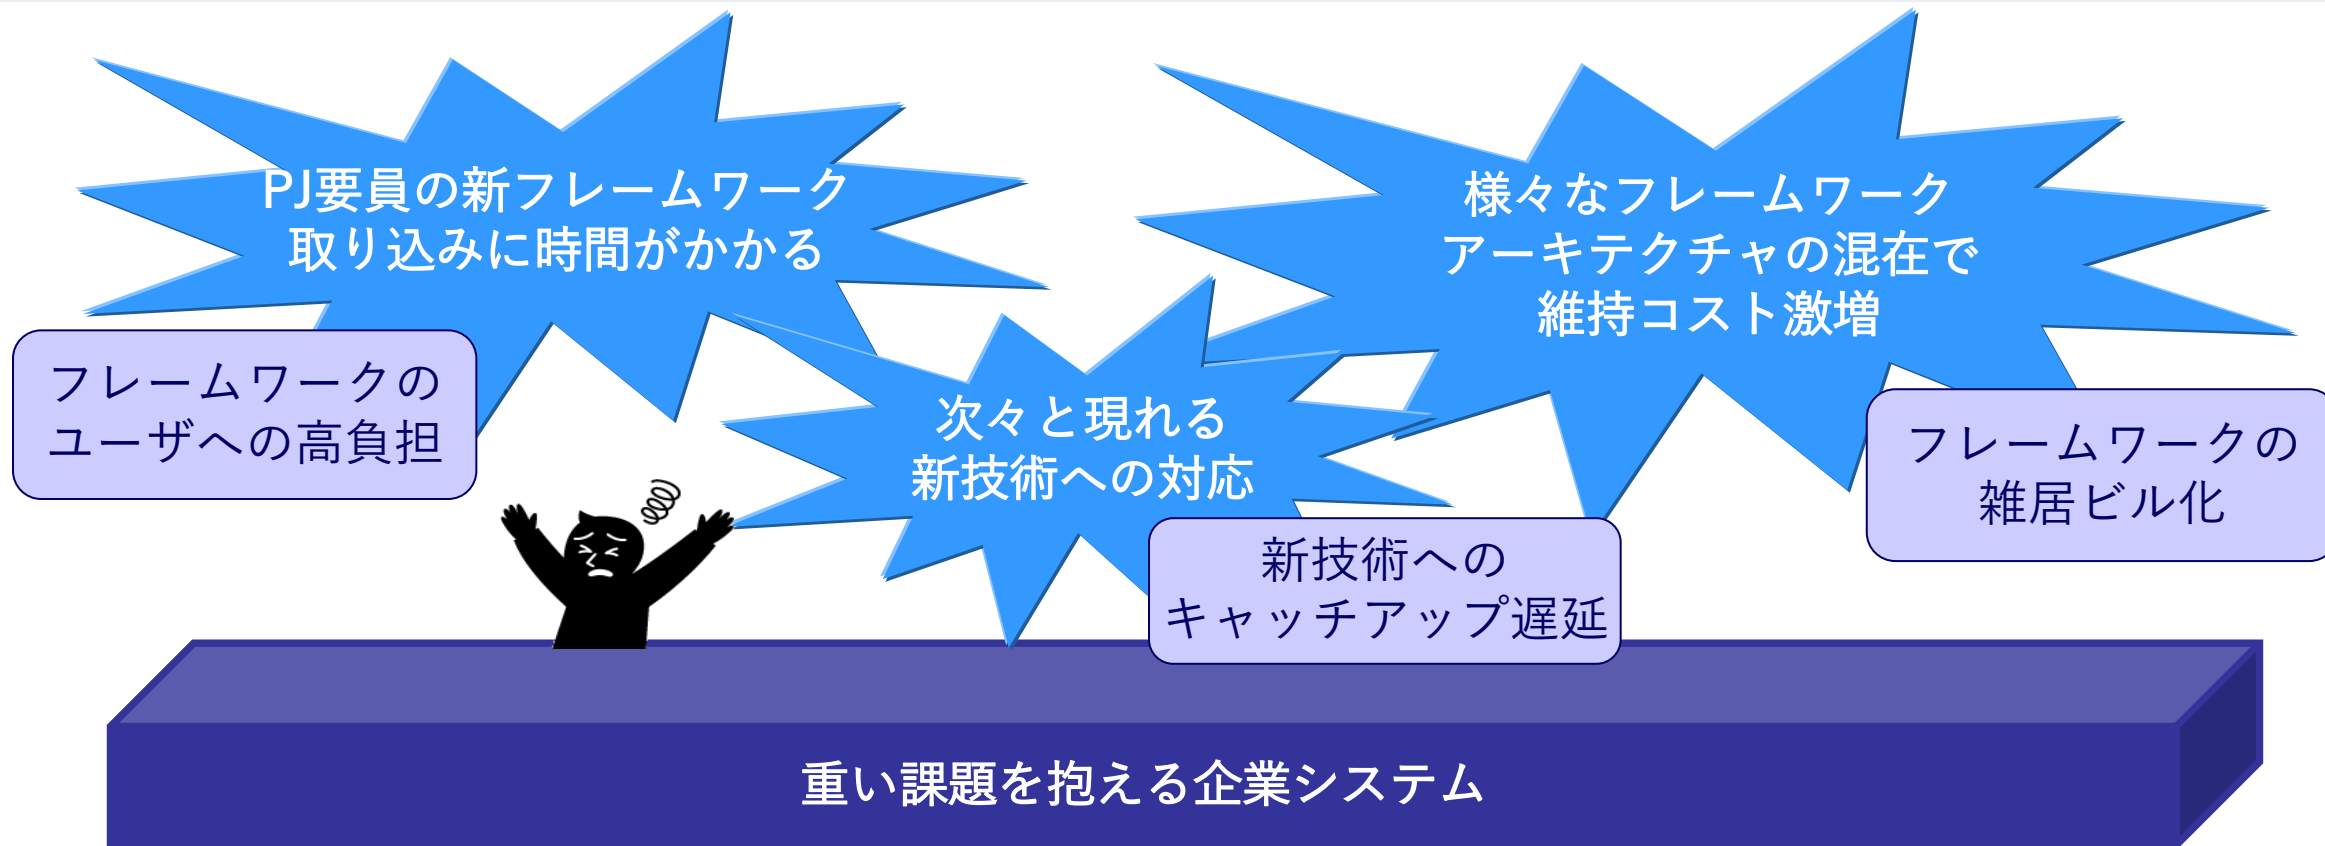 PJ要員の新フレームワーク
取り込みに時間がかかる
フレームワークの
ユーザへの高負担
様々なフレームワーク
アーキテクチャの混在で
維持コスト激増
フレームワークの
雑居ビル化
次々と現れる
新技術への対応
新技術への
キャッチアップ遅延
重い課題を抱える企業システム